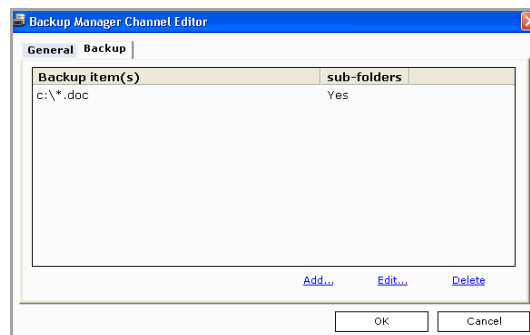 Backup Manager Channel Editor
General Backup
Backup item(s) sub-folders
c:\*.doc Yes
Add... Edit... Delete
OK Cancel